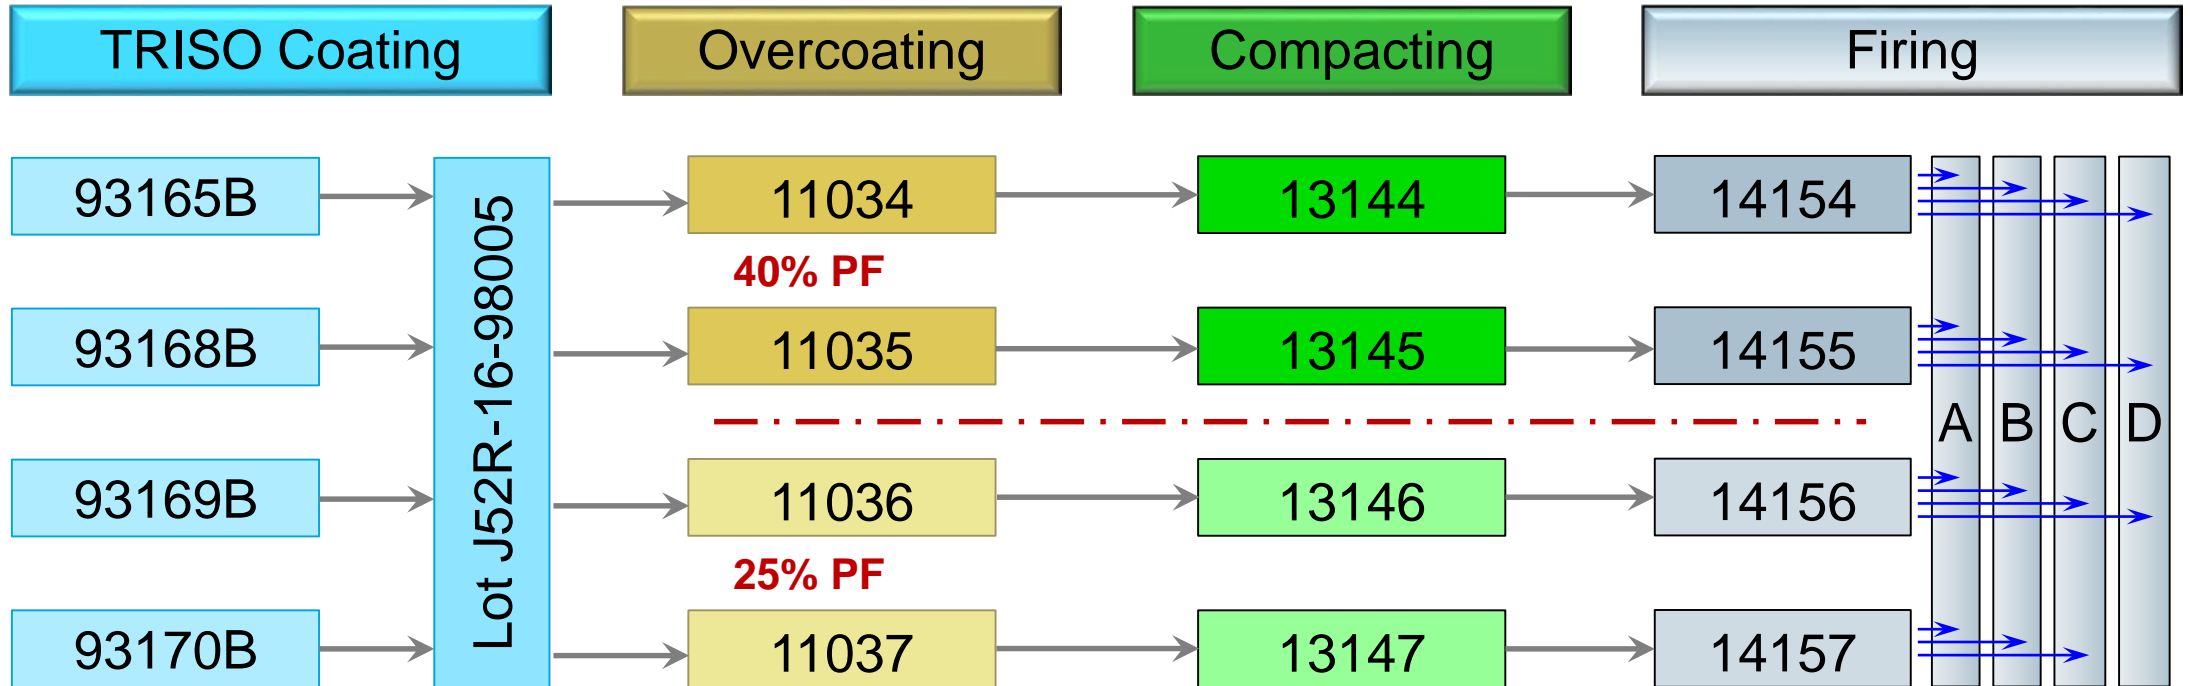 TRISO Coating
Overcoating
Compacting
Firing
93165B
11034
13144
14154
40% PF
93168B
11035
13145
14155
Lot J52R-16-98005
A
B
C
D
93169B
11036
13146
14156
25% PF
93170B
11037
13147
14157